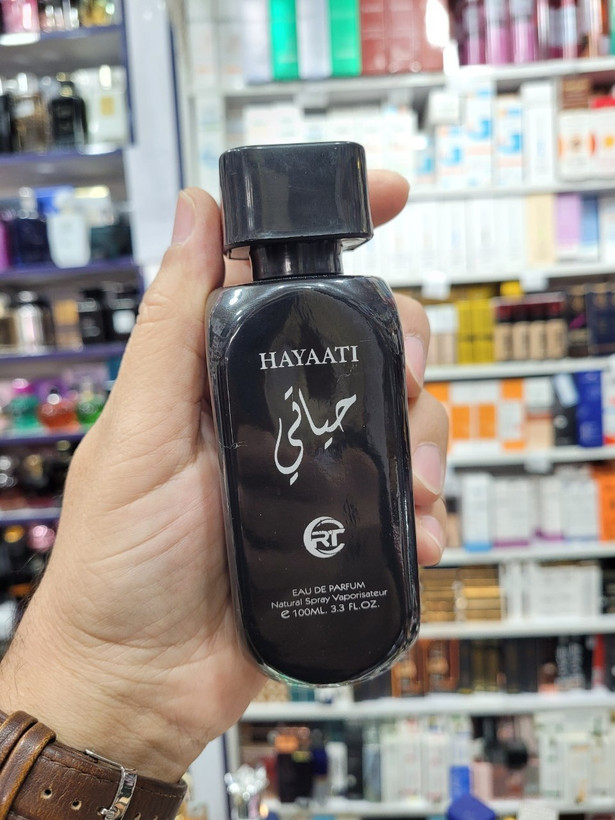 HAYAATI
حياتي
RT
EAU DE PARFUM
Natural Spray Vaporisateur
℮ 100ML. 3.3 FL.OZ.